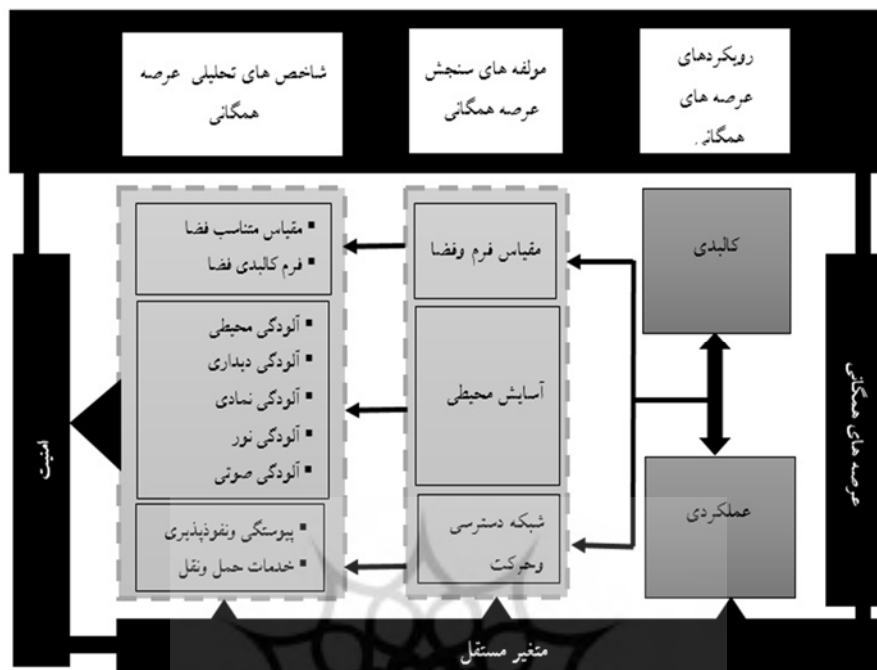 رویکردهای
عرصه های
همگانی
مولفه های سنجش
عرصه همگانی
شاخص های تحلیلی عرصه
همگانی
عرصه های همگانی
کالبدی
عملکردی
مقیاس فرم وفضا
آسایش محیطی
شبکه دسترسی
وحرکت
▪ مقیاس متناسب فضا
▪ فرم کالبدی فضا
▪ آلودگی محیطی
▪ آلودگی دیداری
▪ آلودگی نمادی
▪ آلودگی نور
▪ آلودگی صوتی
▪ پیوستگی ونفوذپذیری
▪ خدمات حمل ونقل
امنیت
متغیر مستقل